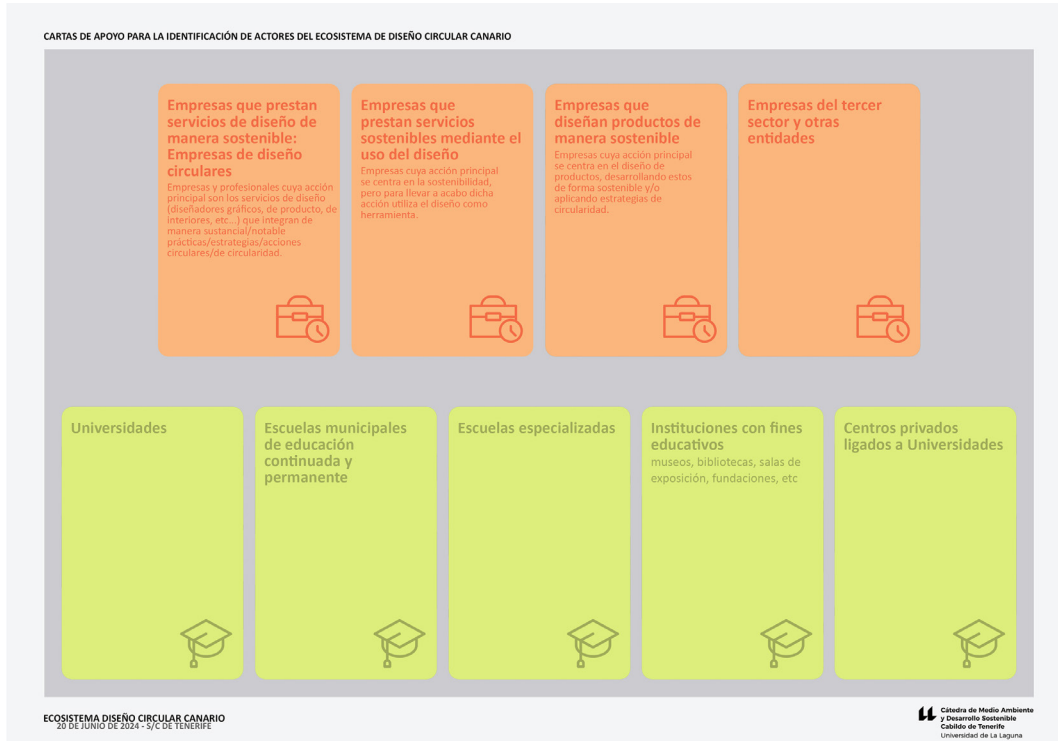 CARTAS DE APOYO PARA LA IDENTIFICACIÓN DE ACTORES DEL ECOSISTEMA DE DISEÑO CIRCULAR CANARIO
Empresas que prestan
servicios de diseño de
manera sostenible:
Empresas de diseño
circulares
Empresas y profesionales cuya acción
principal son los servicios de diseño
(diseñadores gráficos, de producto, de
interiores, etc...) que integran de
manera sustancial/notable
prácticas/estrategias/acciones
circulares/de circularidad.
Empresas que
prestan servicios
sostenibles mediante el
uso del diseño
Empresas cuya acción principal
se centra en la sostenibilidad,
pero para llevar a acabo dicha
acción utiliza el diseño como
herramienta.
Empresas que
diseñan productos de
manera sostenible
Empresas cuya acción principal
se centra en el diseño de
productos, desarrollando estos
de forma sostenible y/o
aplicando estrategias de
circularidad.
Empresas del tercer
sector y otras
entidades
Universidades
Escuelas municipales
de educación
continuada y
permanente
Escuelas especializadas
Instituciones con fines
educativos
museos, bibliotecas, salas de
exposición, fundaciones, etc
Centros privados
ligados a Universidades
ECOSISTEMA DISEÑO CIRCULAR CANARIO
20 DE JUNIO DE 2024 - S/C DE TENERIFE
Cátedra de Medio Ambiente
y Desarrollo Sostenible
Cabildo de Tenerife
Universidad de La Laguna